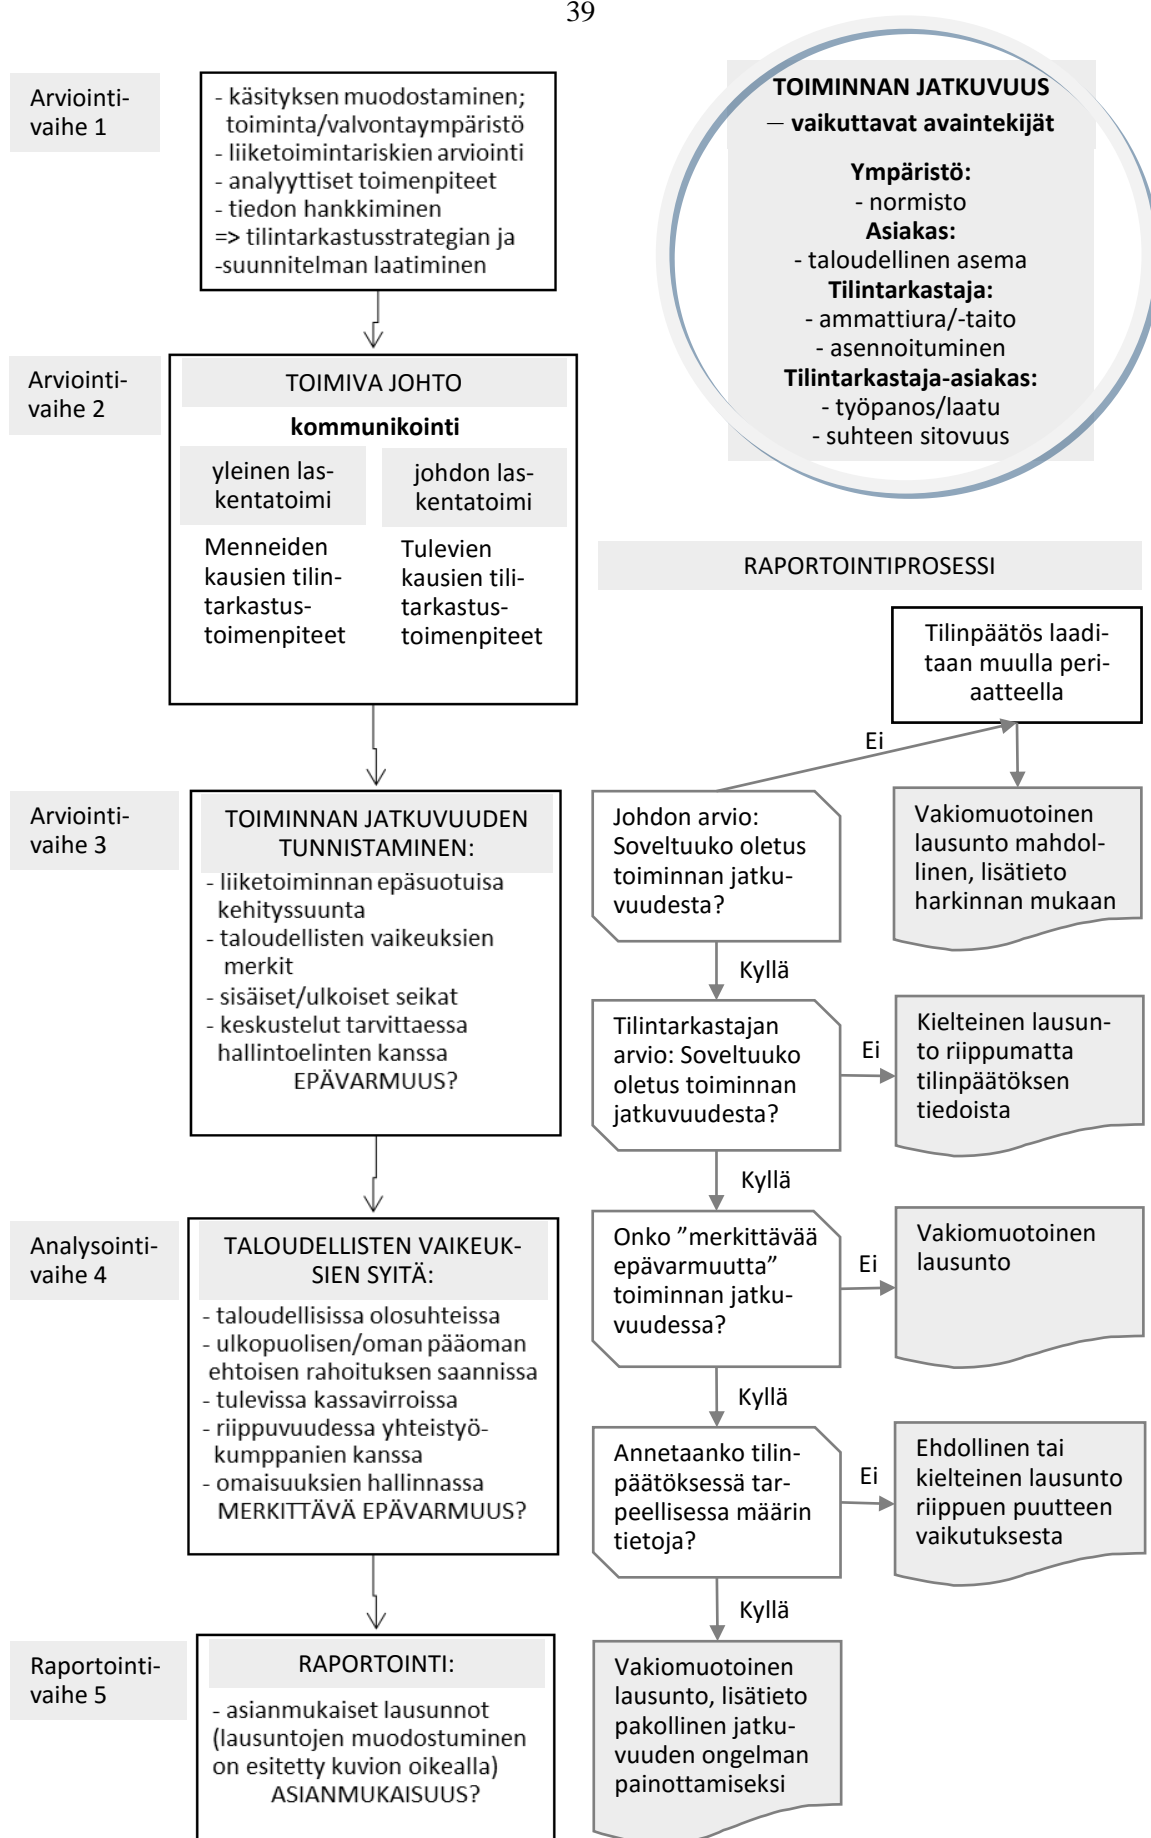 39
Arviointi-
vaihe 1
- käsityksen muodostaminen;
toiminta/valvontaympäristö
- liiketoimintariskien arviointi
- analyyttiset toimenpiteet
- tiedon hankkiminen
=> tilintarkastusstrategian ja
-suunnitelman laatiminen
TOIMINNAN JATKUVUUS
– vaikuttavat avaintekijät
Ympäristö:
- normisto
Asiakas:
- taloudellinen asema
Tilintarkastaja:
- ammattiura/-taito
- asennoituminen
Tilintarkastaja-asiakas:
- työpanos/laatu
- suhteen sitovuus
Arviointi-
vaihe 2
TOIMIVA JOHTO
kommunikointi
yleinen las-
kentatoimi
johdon las-
kentatoimi
Menneiden
kausien tilin-
tarkastus-
toimenpiteet
Tulevien
kausien tili-
tarkastus-
toimenpiteet
Arviointi-
vaihe 3
TOIMINNAN JATKUVUUDEN
TUNNISTAMINEN:
- liiketoiminnan epäsuotuisa
kehityssuunta
- taloudellisten vaikeuksien
merkit
- sisäiset/ulkoiset seikat
- keskustelut tarvittaessa
hallintoelinten kanssa
EPÄVARMUUS?
Analysointi-
vaihe 4
TALOUDELLISTEN VAIKEUK-
SIEN SYITÄ:
- taloudellisissa olosuhteissa
- ulkopuolisen/oman pääoman
ehtoisen rahoituksen saannissa
- tulevissa kassavirroissa
- riippuvuudessa yhteistyö-
kumppanien kanssa
- omaisuuksien hallinnassa
MERKITTÄVÄ EPÄVARMUUS?
Raportointi-
vaihe 5
RAPORTOINTI:
- asianmukaiset lausunnot
(lausuntojen muodostuminen
on esitetty kuvion oikealla)
ASIANMUKAISUUS?
RAPORTOINTIPROSESSI
Tilinpäätös laadi-
taan muulla peri-
aatteella
Ei
Johdon arvio:
Soveltuuko oletus
toiminnan jatku-
vuudesta?
Vakiomuotoinen
lausunto mahdol-
linen, lisätieto
harkinnan mukaan
Kyllä
Tilintarkastajan
arvio: Soveltuuko
oletus toiminnan
jatkuvuudesta?
Ei
Kielteinen lausun-
to riippumatta
tilinpäätöksen
tiedoista
Kyllä
Onko ”merkittävää
epävarmuutta”
toiminnan jatku-
vuudessa?
Ei
Vakiomuotoinen
lausunto
Kyllä
Annetaanko tilin-
päätöksessä tar-
peellisessa määrin
tietoja?
Ei
Ehdollinen tai
kielteinen lausunto
riippuen puutteen
vaikutuksesta
Kyllä
Vakiomuotoinen
lausunto, lisätieto
pakollinen jatku-
vuuden ongelman
painottamiseksi